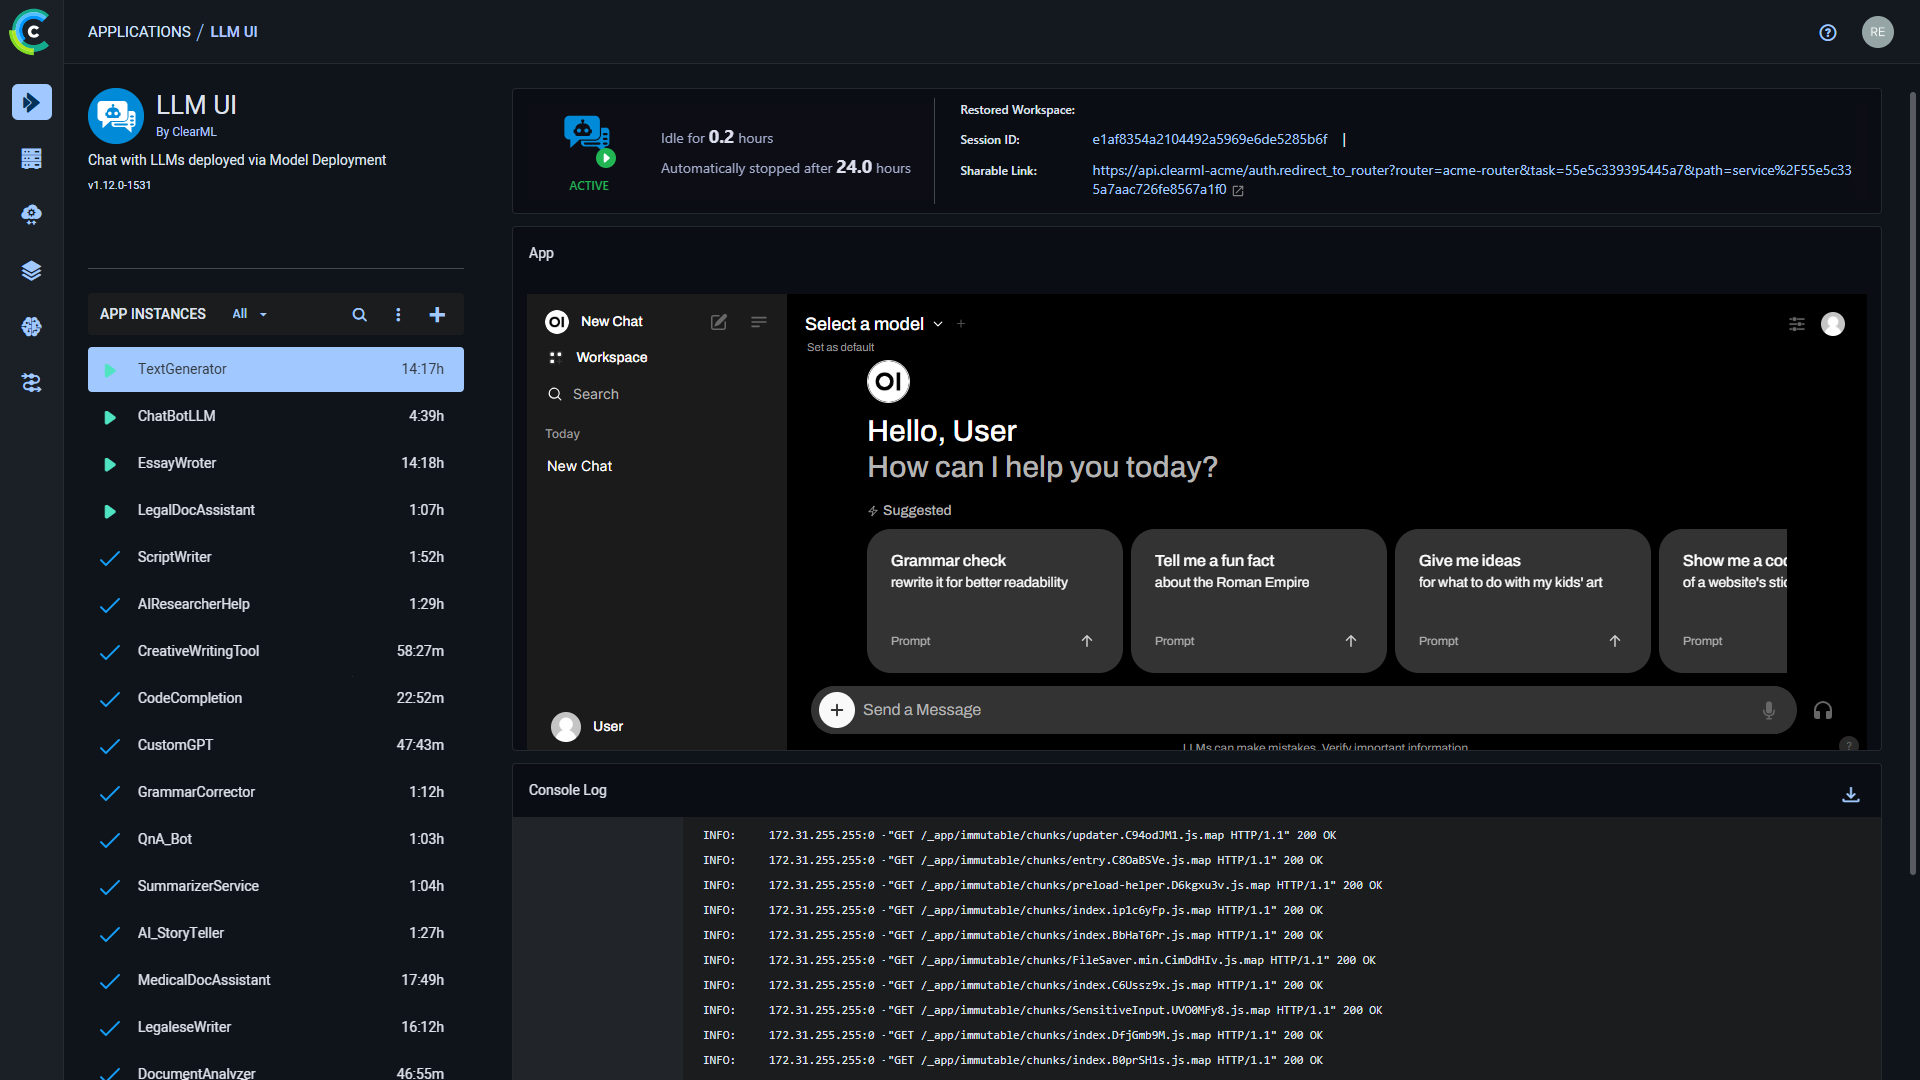 APPLICATIONS / LLM UI
RE
LLM UI
By ClearML
Chat with LLMs deployed via Model Deployment
v1.12.0-1531
APP INSTANCES All
TextGenerator 14:17h
ChatBotLLM 4:39h
EssayWroter 14:18h
LegalDocAssistant 1:07h
ScriptWriter 1:52h
AIResearcherHelp 1:29h
CreativeWritingTool 58:27m
CodeCompletion 22:52m
CustomGPT 47:43m
GrammarCorrector 1:12h
QnA_Bot 1:03h
SummarizerService 1:04h
AI_StoryTeller 1:27h
MedicalDocAssistant 17:49h
LegaleseWriter 16:12h
DocumentAnalyzer 46:55m
ACTIVE
Idle for 0.2 hours
Automatically stopped after 24.0 hours
Restored Workspace:
Session ID: e1af8354a2104492a5969e6de5285b6f |
Sharable Link: https://api.clearml-acme/auth.redirect_to_router?router=acme-router&task=55e5c339395445a7&path=service%2F55e5c33
5a7aac726fe8567a1f0
App
OI New Chat
Workspace
Search
Today
New Chat
User
Select a model
Set as default
OI
Hello, User
How can I help you today?
Suggested
Grammar check
rewrite it for better readability
Prompt
Tell me a fun fact
about the Roman Empire
Prompt
Give me ideas
for what to do with my kids' art
Prompt
Show me a coc
of a website's stic
Prompt
Send a Message
LLMs can make mistakes. Verify important information.
?
Console Log
INFO: 172.31.255.255:0 -"GET /_app/immutable/chunks/updater.C94odJM1.js.map HTTP/1.1" 200 OK
INFO: 172.31.255.255:0 -"GET /_app/immutable/chunks/entry.C8OaBSVe.js.map HTTP/1.1" 200 OK
INFO: 172.31.255.255:0 -"GET /_app/immutable/chunks/preload-helper.D6kgxu3v.js.map HTTP/1.1" 200 OK
INFO: 172.31.255.255:0 -"GET /_app/immutable/chunks/index.ip1c6yFp.js.map HTTP/1.1" 200 OK
INFO: 172.31.255.255:0 -"GET /_app/immutable/chunks/index.BbHaT6Pr.js.map HTTP/1.1" 200 OK
INFO: 172.31.255.255:0 -"GET /_app/immutable/chunks/FileSaver.min.CimDdHIv.js.map HTTP/1.1" 200 OK
INFO: 172.31.255.255:0 -"GET /_app/immutable/chunks/index.C6Ussz9x.js.map HTTP/1.1" 200 OK
INFO: 172.31.255.255:0 -"GET /_app/immutable/chunks/SensitiveInput.UVO0MFy8.js.map HTTP/1.1" 200 OK
INFO: 172.31.255.255:0 -"GET /_app/immutable/chunks/index.DfjGmb9M.js.map HTTP/1.1" 200 OK
INFO: 172.31.255.255:0 -"GET /_app/immutable/chunks/index.B0prSH1s.js.map HTTP/1.1" 200 OK